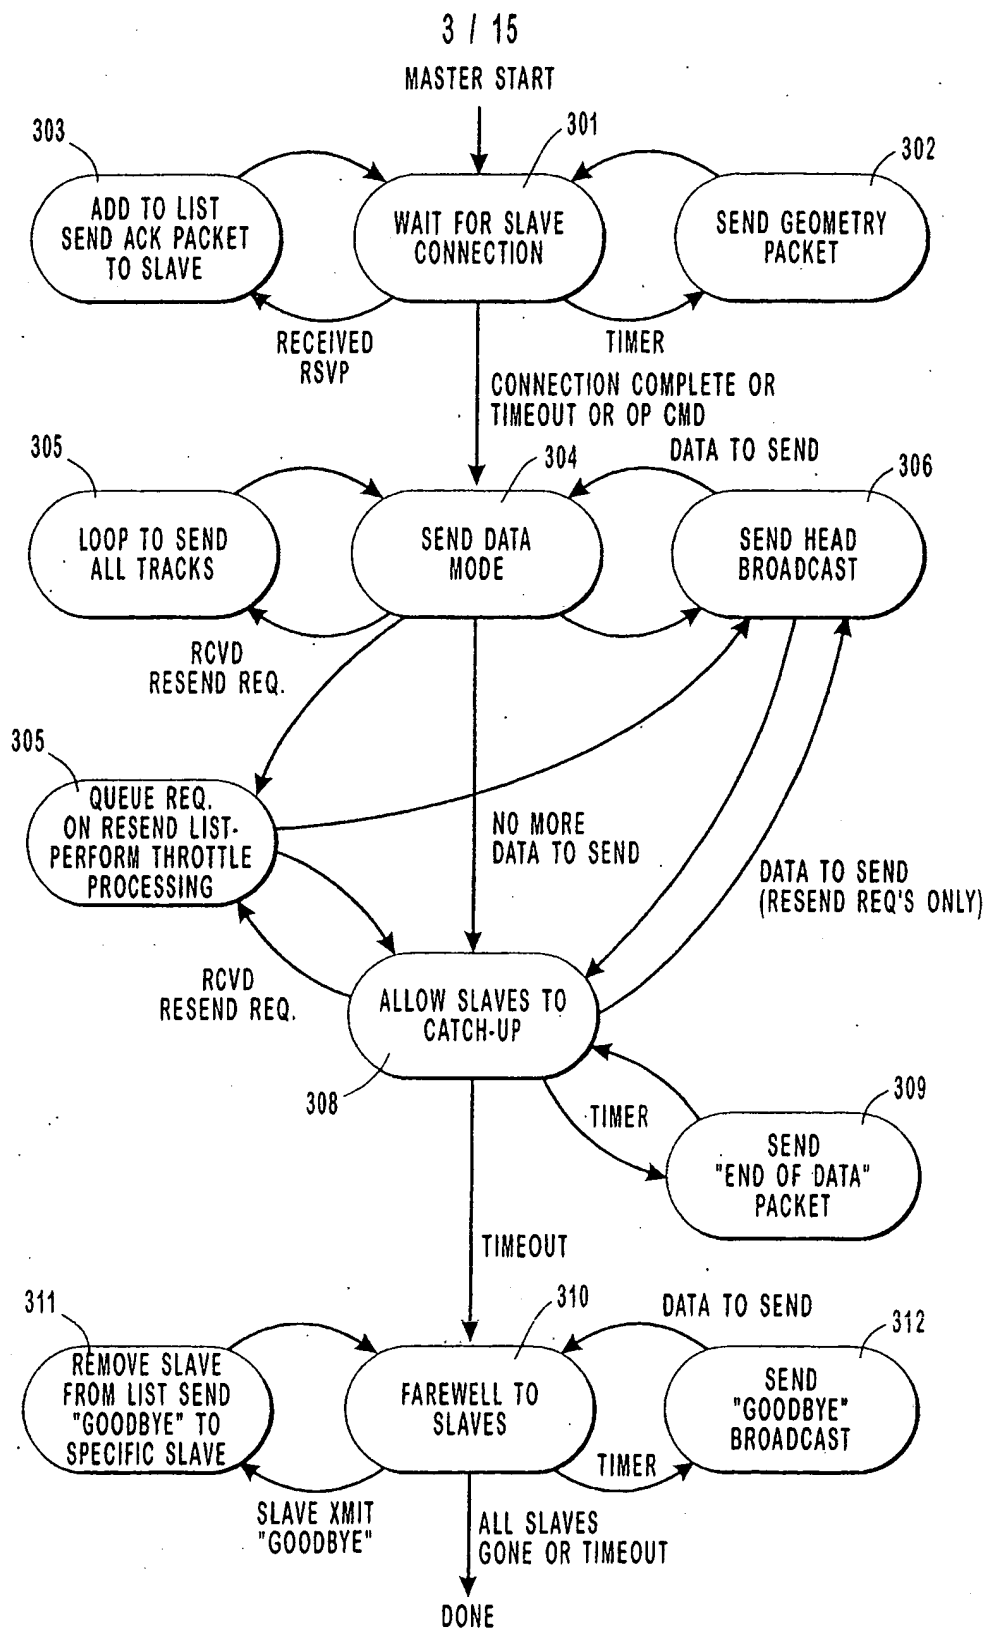 3 / 15
MASTER START
303
301
302
ADD TO LIST
SEND ACK PACKET
TO SLAVE
WAIT FOR SLAVE
CONNECTION
SEND GEOMETRY
PACKET
RECEIVED
RSVP
TIMER
CONNECTION COMPLETE OR
TIMEOUT OR OP CMD
305
304
DATA TO SEND
306
LOOP TO SEND
ALL TRACKS
SEND DATA
MODE
SEND HEAD
BROADCAST
RCVD
RESEND REQ.
305
QUEUE REQ.
ON RESEND LIST-
PERFORM THROTTLE
PROCESSING
NO MORE
DATA TO SEND
DATA TO SEND
(RESEND REQ'S ONLY)
RCVD
RESEND REQ.
ALLOW SLAVES TO
CATCH-UP
308
TIMER
309
SEND
"END OF DATA"
PACKET
TIMEOUT
311
310
DATA TO SEND
312
REMOVE SLAVE
FROM LIST SEND
"GOODBYE" TO
SPECIFIC SLAVE
FAREWELL TO
SLAVES
SEND
"GOODBYE"
BROADCAST
TIMER
SLAVE XMIT
"GOODBYE"
ALL SLAVES
GONE OR TIMEOUT
DONE